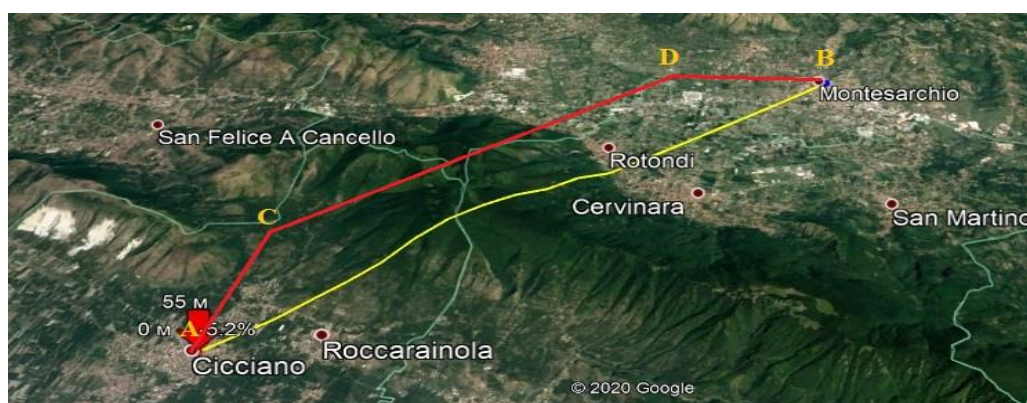 D
B
Montesarchio
San Felice A Cancello
Rotondi
Cervinara
San Martino
C
55 м
0 м A -5.2%
Roccarainola
Cicciano
© 2020 Google